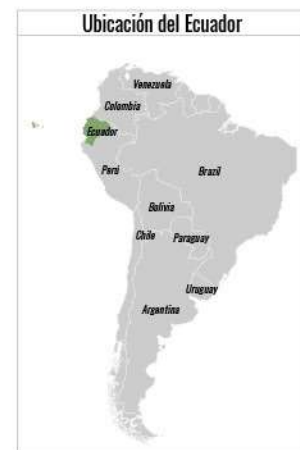 Ubicación del Ecuador
Venezuela
Colombia
Ecuador
Perú
Brazil
Bolivia
Chile
Paraguay
Uruguay
Argentina